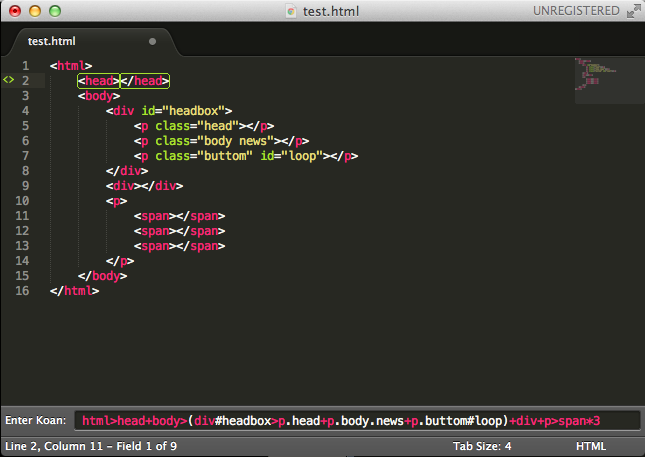 test.html
UNREGISTERED
test.html
1 <html>
<> 2 <head></head>
3 <body>
4 <div id="headbox">
5 <p class="head"></p>
6 <p class="body news"></p>
7 <p class="buttom" id="loop"></p>
8 </div>
9 <div></div>
10 <p>
11 <span></span>
12 <span></span>
13 <span></span>
14 </p>
15 </body>
16 </html>
Enter Koan: html>head+body>(div#headbox>p.head+p.body.news+p.buttom#loop)+div+p>span*3
Line 2, Column 11 – Field 1 of 9 Tab Size: 4 HTML